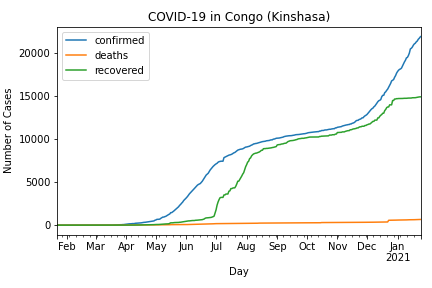 COVID-19 in Congo (Kinshasa)
confirmed
deaths
recovered
Number of Cases
20000
15000
10000
5000
0
Feb Mar Apr May Jun Jul Aug Sep Oct Nov Dec Jan
2021
Day